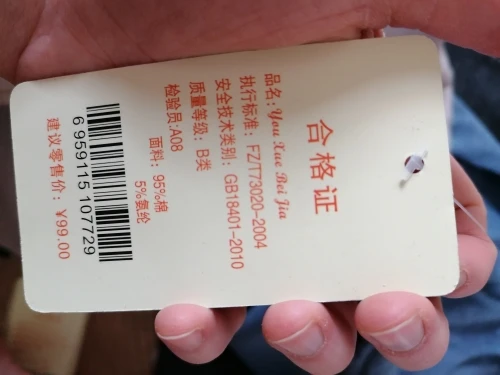 合格证
品名：You Xue Bei Jia
执行标准：FZ/T73020-2004
安全技术类别：GB18401-2010
质量等级：B类
检验员:A08
面料：95%棉
5%氨纶
6 959115 107729
建议零售价：￥99.00